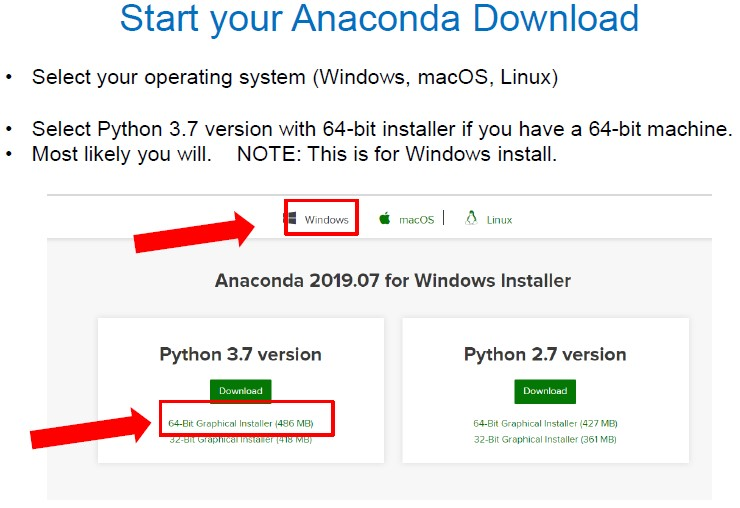 Start your Anaconda Download
• Select your operating system (Windows, macOS, Linux)
• Select Python 3.7 version with 64-bit installer if you have a 64-bit machine.
• Most likely you will. NOTE: This is for Windows install.
Windows macOS Linux
Anaconda 2019.07 for Windows Installer
Python 3.7 version
Download
64-Bit Graphical Installer (486 MB)
32-Bit Graphical Installer (418 MB)
Python 2.7 version
Download
64-Bit Graphical Installer (427 MB)
32-Bit Graphical Installer (361 MB)